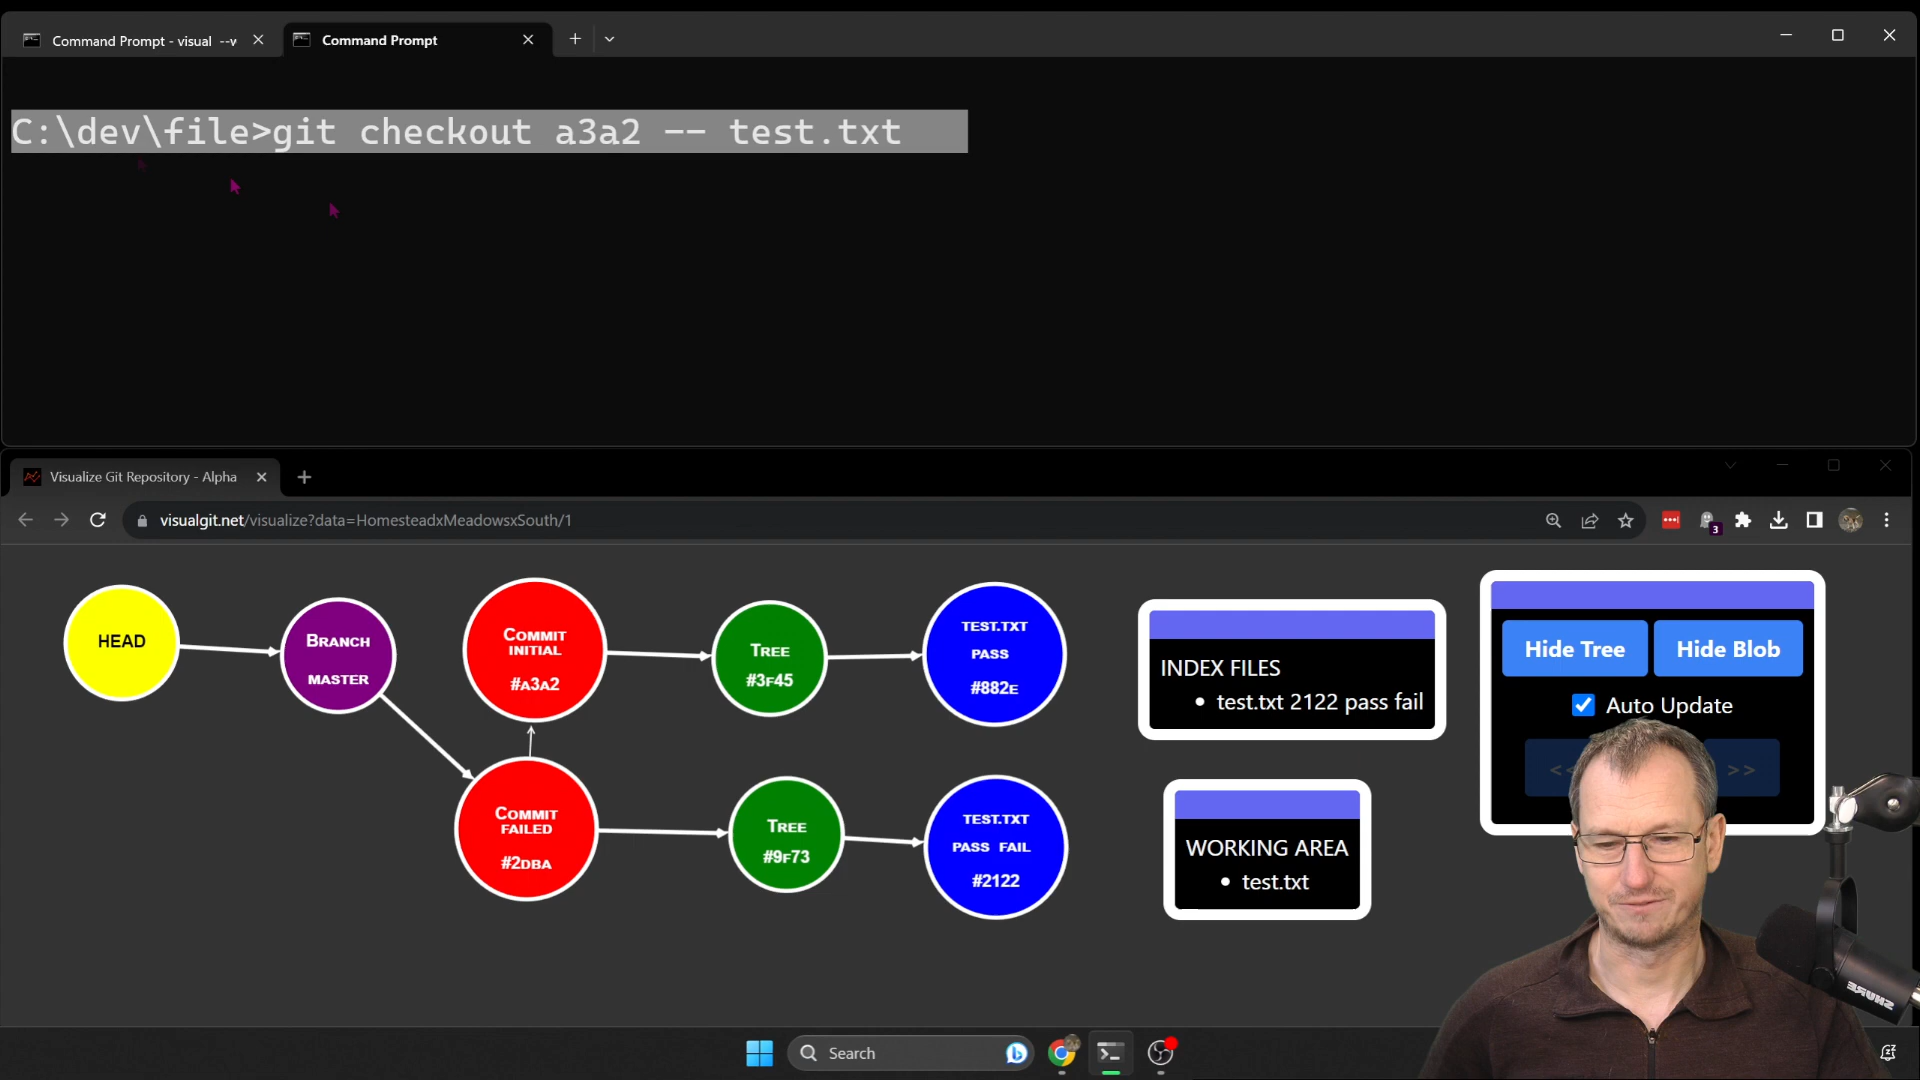 Command Prompt - visual --v
Command Prompt
C:\dev\file>git checkout a3a2 -- test.txt
Visualize Git Repository - Alpha
visualgit.net/visualize?data=HomesteadxMeadowsxSouth/1
3
HEAD
BRANCH
MASTER
COMMIT
INITIAL
#A3A2
TREE
#3F45
TEST.TXT
PASS
#882E
COMMIT
FAILED
#2DBA
TREE
#9F73
TEST.TXT
PASS FAIL
#2122
INDEX FILES
• test.txt 2122 pass fail
WORKING AREA
• test.txt
Hide Tree
Hide Blob
Auto Update
<<
>>
SHURE
Search